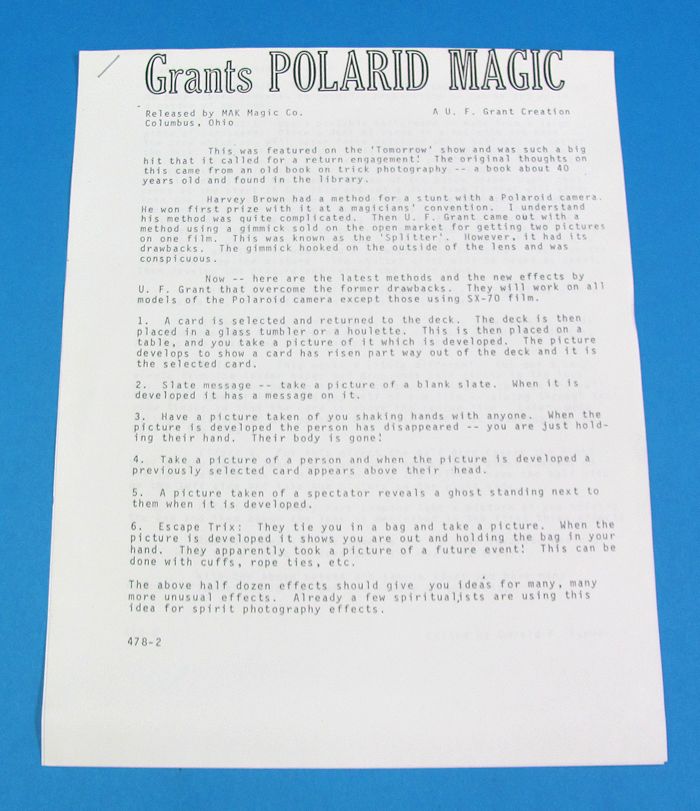 Grants POLARID MAGIC
Released by MAK Magic Co. A U. F. Grant Creation
Columbus, Ohio
This was featured on the 'Tomorrow' show and was such a big
hit that it called for a return engagement! The original thoughts on
this came from an old book on trick photography -- a book about 40
years old and found in the library.
Harvey Brown had a method for a stunt with a Polaroid camera.
He won first prize with it at a magicians' convention. I understand
his method was quite complicated. Then U. F. Grant came out with a
method using a gimmick sold on the open market for getting two pictures
on one film. This was known as the 'Splitter'. However, it had its
drawbacks. The gimmick hooked on the outside of the lens and was
conspicuous.
Now -- here are the latest methods and the new effects by
U. F. Grant that overcome the former drawbacks. They will work on all
models of the Polaroid camera except those using SX-70 film.
1. A card is selected and returned to the deck. The deck is then
placed in a glass tumbler or a houlette. This is then placed on a
table, and you take a picture of it which is developed. The picture
develops to show a card has risen part way out of the deck and it is
the selected card.
2. Slate message -- take a picture of a blank slate. When it is
developed it has a message on it.
3. Have a picture taken of you shaking hands with anyone. When the
picture is developed the person has disappeared -- you are just hold-
ing their hand. Their body is gone!
4. Take a picture of a person and when the picture is developed a
previously selected card appears above their head.
5. A picture taken of a spectator reveals a ghost standing next to
them when it is developed.
6. Escape Trix: They tie you in a bag and take a picture. When the
picture is developed it shows you are out and holding the bag in your
hand. They apparently took a picture of a future event! This can be
done with cuffs, rope ties, etc.
The above half dozen effects should give you ideas for many, many
more unusual effects. Already a few spiritualists are using this
idea for spirit photography effects.
478-2